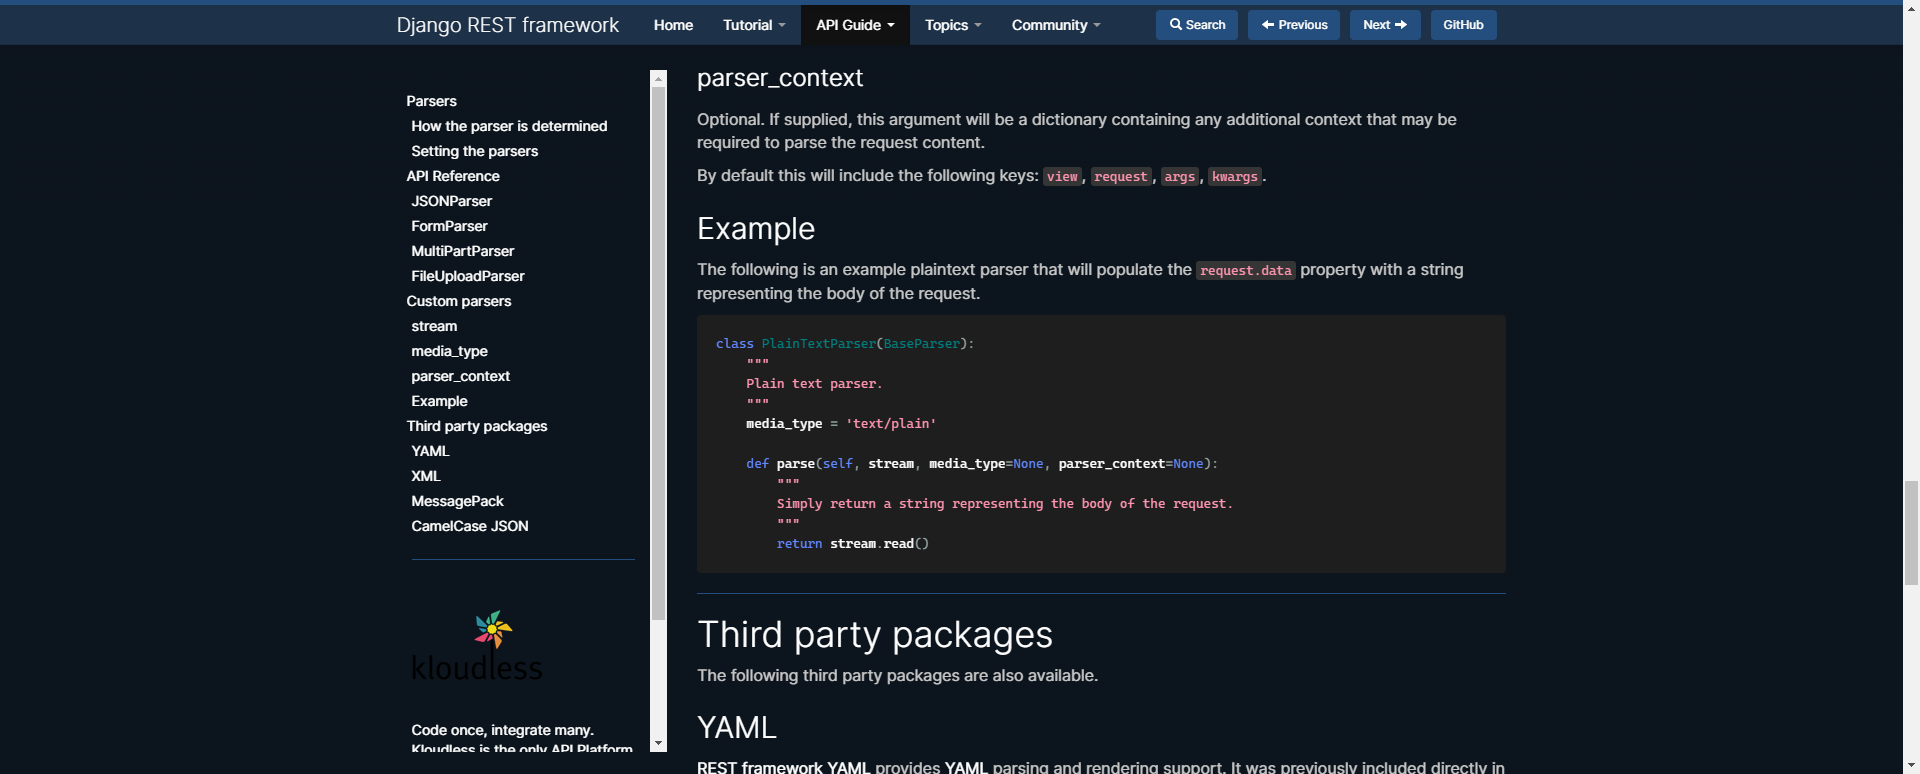 Django REST framework
Home
Tutorial
API Guide
Topics
Community
Search
Previous
Next
GitHub
Parsers
How the parser is determined
Setting the parsers
API Reference
JSONParser
FormParser
MultiPartParser
FileUploadParser
Custom parsers
stream
media_type
parser_context
Example
Third party packages
YAML
XML
MessagePack
CamelCase JSON
kloudless
Code once, integrate many.
Kloudless is the only API Platform
parser_context
Optional. If supplied, this argument will be a dictionary containing any additional context that may be
required to parse the request content.
By default this will include the following keys: view, request, args, kwargs.
Example
The following is an example plaintext parser that will populate the request.data property with a string
representing the body of the request.
class PlainTextParser(BaseParser):
    """
    Plain text parser.
    """
    media_type = 'text/plain'

    def parse(self, stream, media_type=None, parser_context=None):
        """
        Simply return a string representing the body of the request.
        """
        return stream.read()
Third party packages
The following third party packages are also available.
YAML
REST framework YAML provides YAML parsing and rendering support. It was previously included directly in